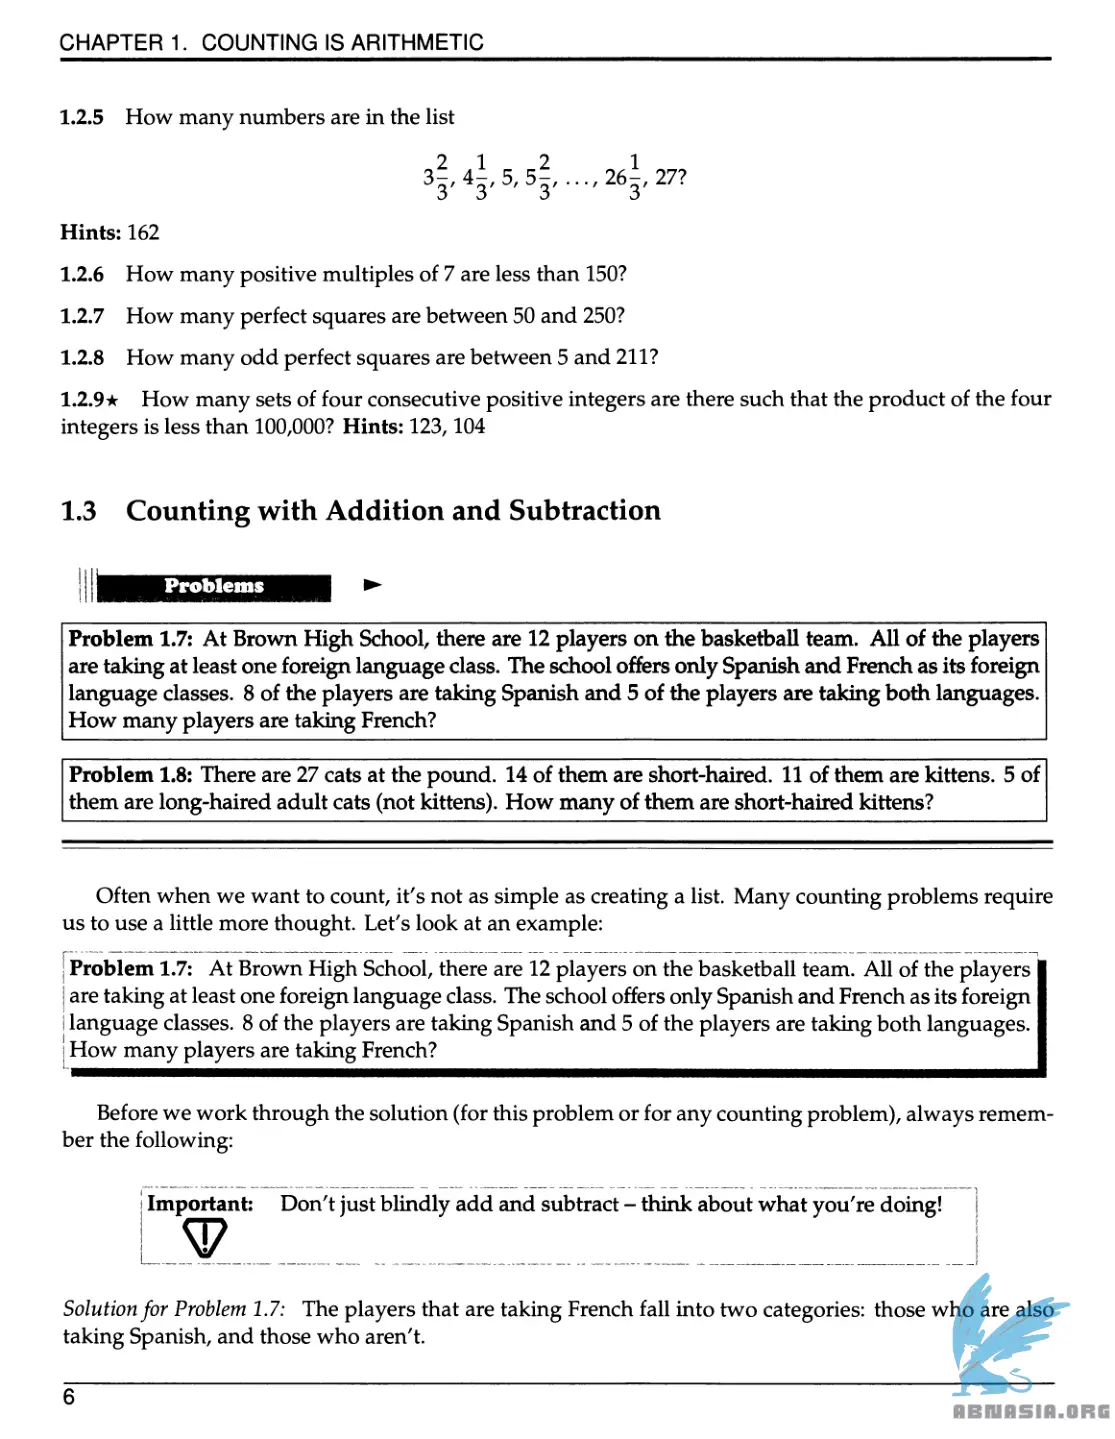 CHAPTER 1. COUNTING IS ARITHMETIC
1.2.5 How many numbers are in the list
3 2/3, 4 1/3, 5, 5 2/3, ..., 26 1/3, 27?
Hints: 162
1.2.6 How many positive multiples of 7 are less than 150?
1.2.7 How many perfect squares are between 50 and 250?
1.2.8 How many odd perfect squares are between 5 and 211?
1.2.9★ How many sets of four consecutive positive integers are there such that the product of the four
integers is less than 100,000? Hints: 123, 104
1.3 Counting with Addition and Subtraction
Problems
Problem 1.7: At Brown High School, there are 12 players on the basketball team. All of the players
are taking at least one foreign language class. The school offers only Spanish and French as its foreign
language classes. 8 of the players are taking Spanish and 5 of the players are taking both languages.
How many players are taking French?
Problem 1.8: There are 27 cats at the pound. 14 of them are short-haired. 11 of them are kittens. 5 of
them are long-haired adult cats (not kittens). How many of them are short-haired kittens?
Often when we want to count, it's not as simple as creating a list. Many counting problems require
us to use a little more thought. Let's look at an example:
Problem 1.7: At Brown High School, there are 12 players on the basketball team. All of the players
are taking at least one foreign language class. The school offers only Spanish and French as its foreign
language classes. 8 of the players are taking Spanish and 5 of the players are taking both languages.
How many players are taking French?
Before we work through the solution (for this problem or for any counting problem), always remem-
ber the following:
Important: Don't just blindly add and subtract – think about what you're doing!
Solution for Problem 1.7: The players that are taking French fall into two categories: those who are also
taking Spanish, and those who aren't.
6
ABNASIA.ORG